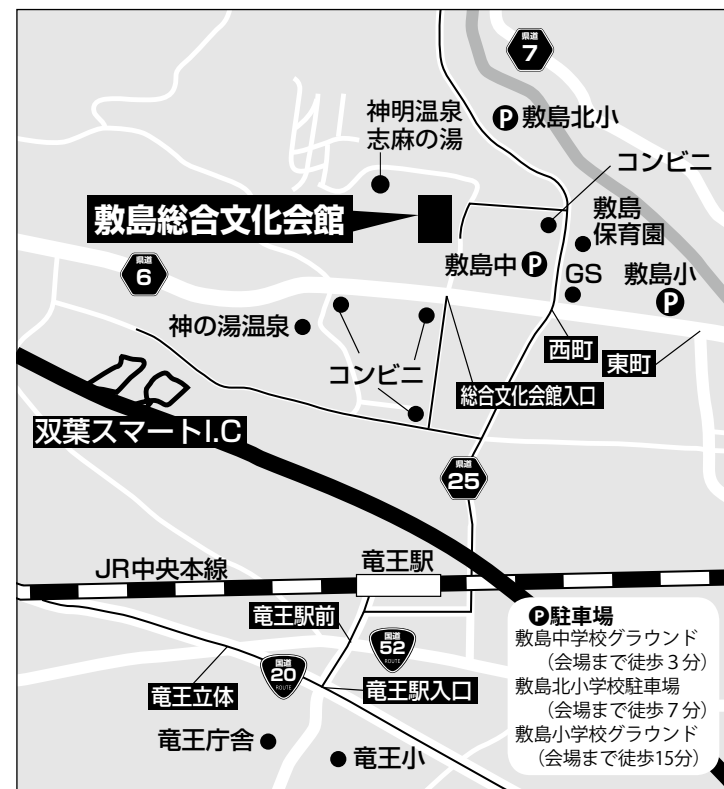 県道
7
神明温泉
志麻の湯
P敷島北小
コンビニ
敷島総合文化会館
敷島
保育園
県道
6
敷島中P
GS
敷島小
P
神の湯温泉
コンビニ
西町
東町
総合文化会館入口
双葉スマートI.C
県道
25
JR中央本線
竜王駅
竜王駅前
国道
52
ROUTE
国道
20
ROUTE
竜王立体
竜王駅入口
竜王庁舎
竜王小
P駐車場
敷島中学校グラウンド
(会場まで徒歩3分)
敷島北小学校駐車場
(会場まで徒歩7分)
敷島小学校グラウンド
(会場まで徒歩15分)